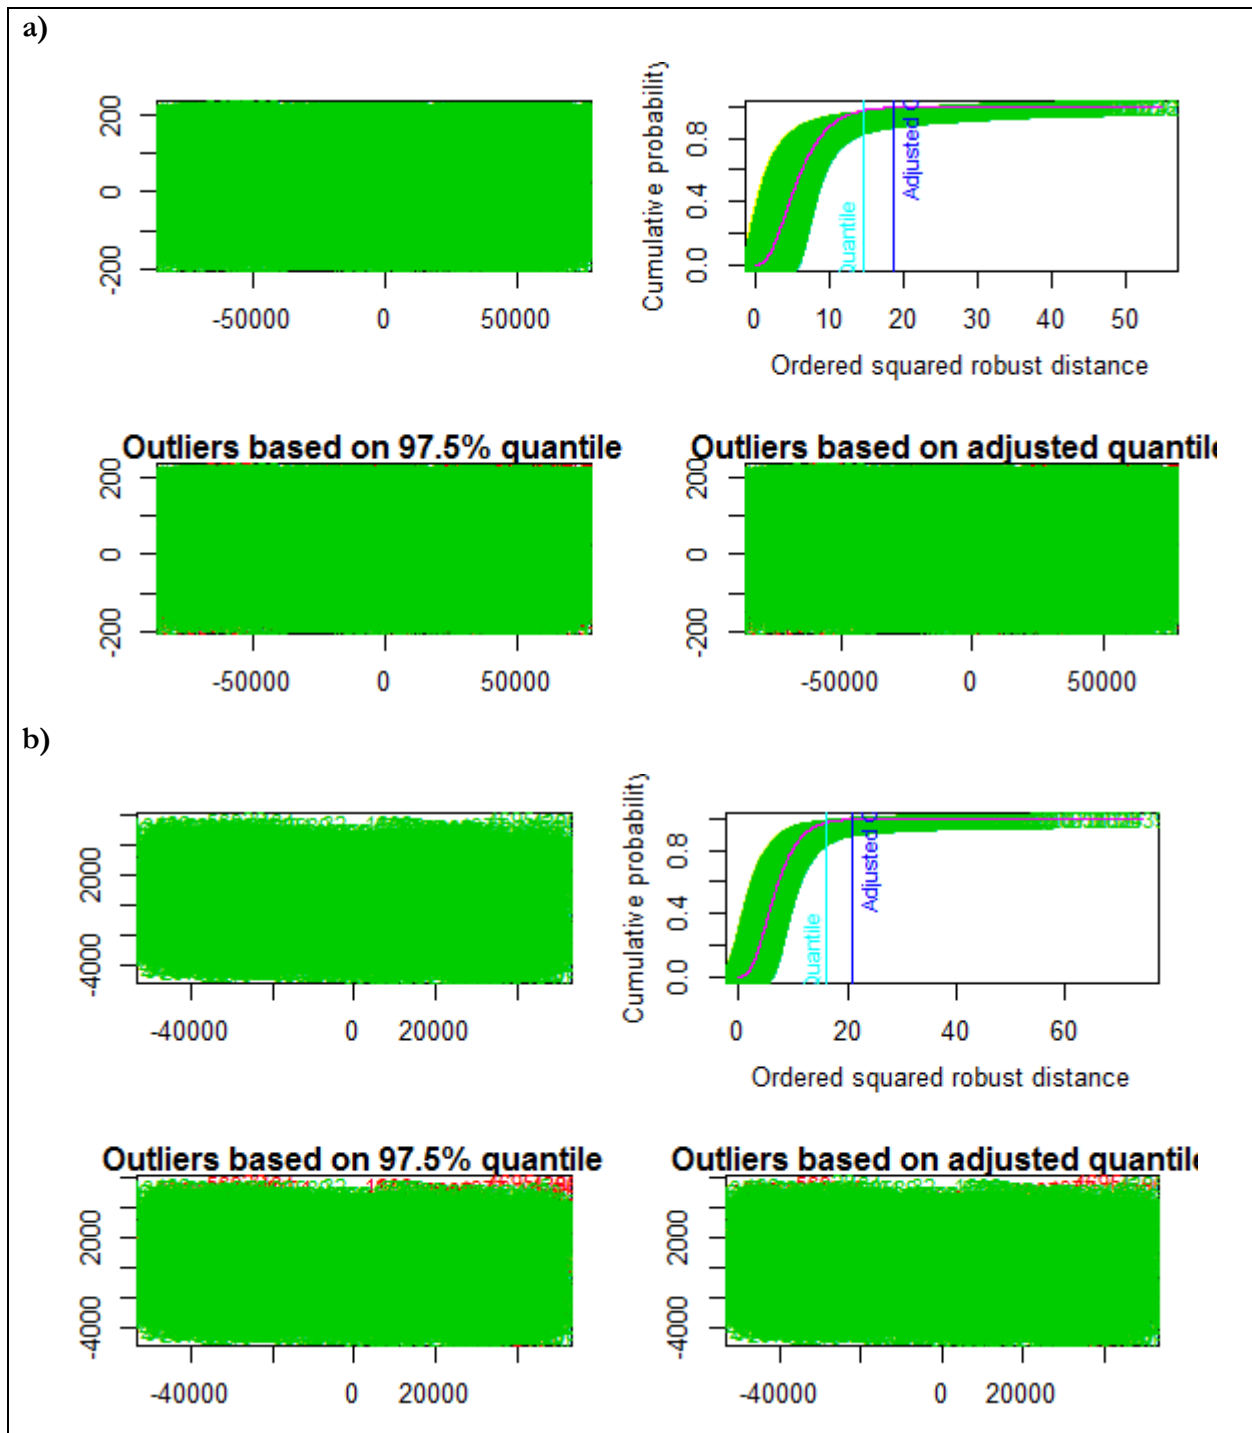 a)
200
0
-200
-50000 0 50000
Cumulative probability
0.0 0.4 0.8
Quantile
Adjusted
0 10 20 30 40 50
Ordered squared robust distance
Outliers based on 97.5% quantile
200
0
-200
-50000 0 50000
Outliers based on adjusted quantile
200
0
-200
-50000 0 50000
b)
2000
-4000
-40000 0 20000
Cumulative probability
0.0 0.4 0.8
Quantile
Adjusted
0 20 40 60
Ordered squared robust distance
Outliers based on 97.5% quantile
2000
-4000
-40000 0 20000
Outliers based on adjusted quantile
2000
-4000
-40000 0 20000